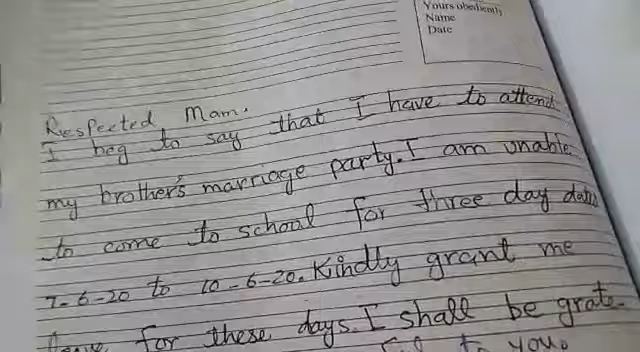 Yours obediently
Name
Date
Respected Mam.
I beg to say that I have to attend
my brother's marriage party. I am unable
to come to school for three day dates
7-6-20 to 10-6-20. Kindly grant me
for these days. I shall be grate-
to you.